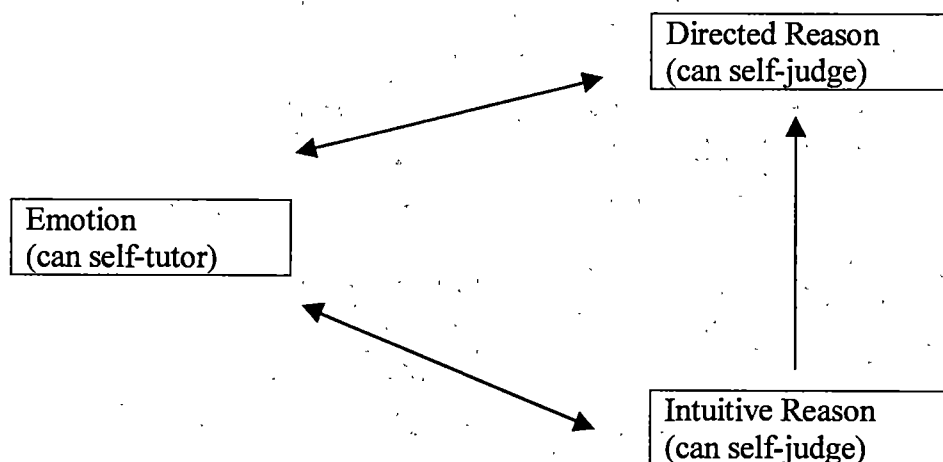 Directed Reason
(can self-judge)
Emotion
(can self-tutor)
Intuitive Reason
(can self-judge)